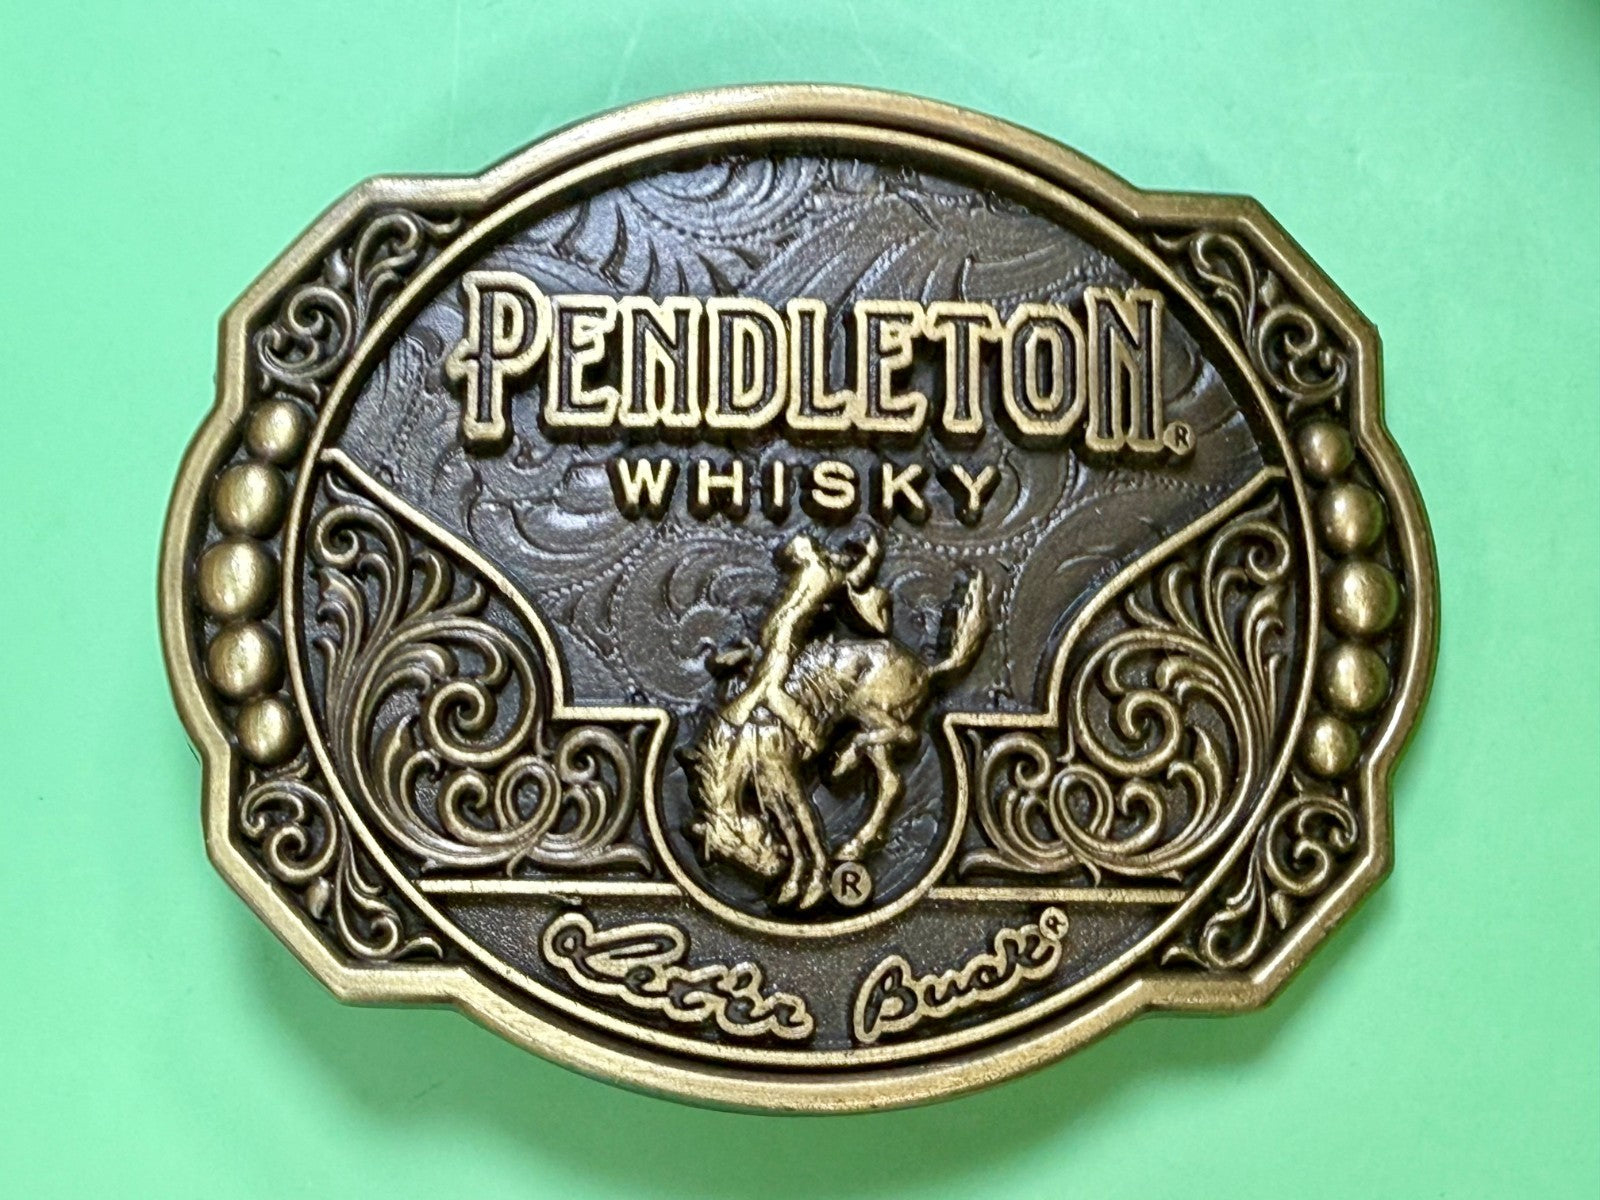 PENDLETON®
WHISKY
®
Let'er Buck®